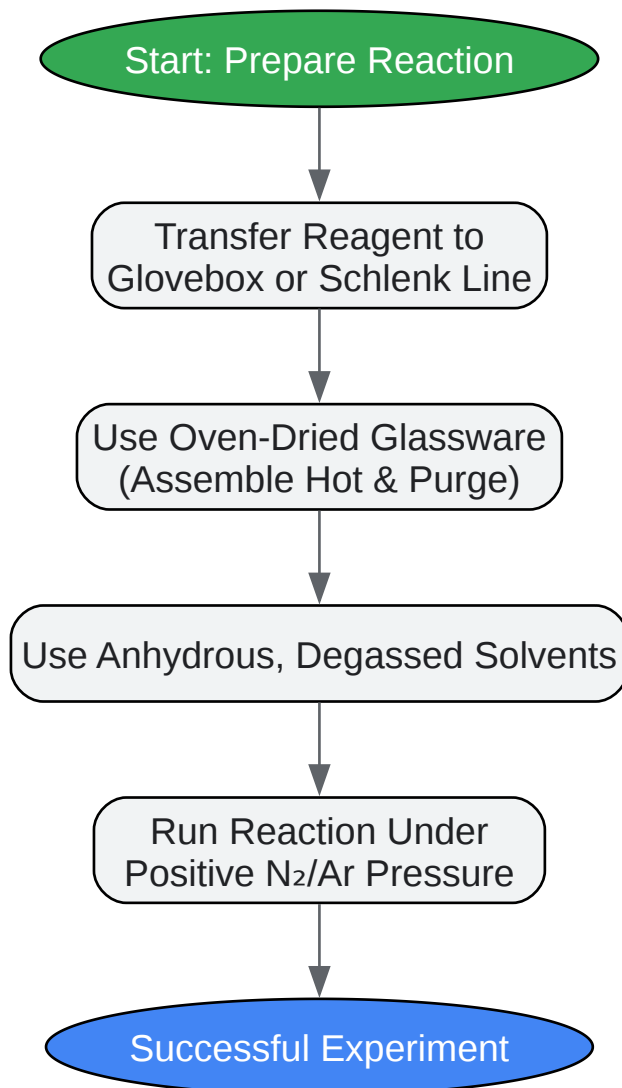 Start: Prepare Reaction
Transfer Reagent to
Glovebox or Schlenk Line
Use Oven-Dried Glassware
(Assemble Hot & Purge)
Use Anhydrous, Degassed Solvents
Run Reaction Under
Positive N₂/Ar Pressure
Successful Experiment